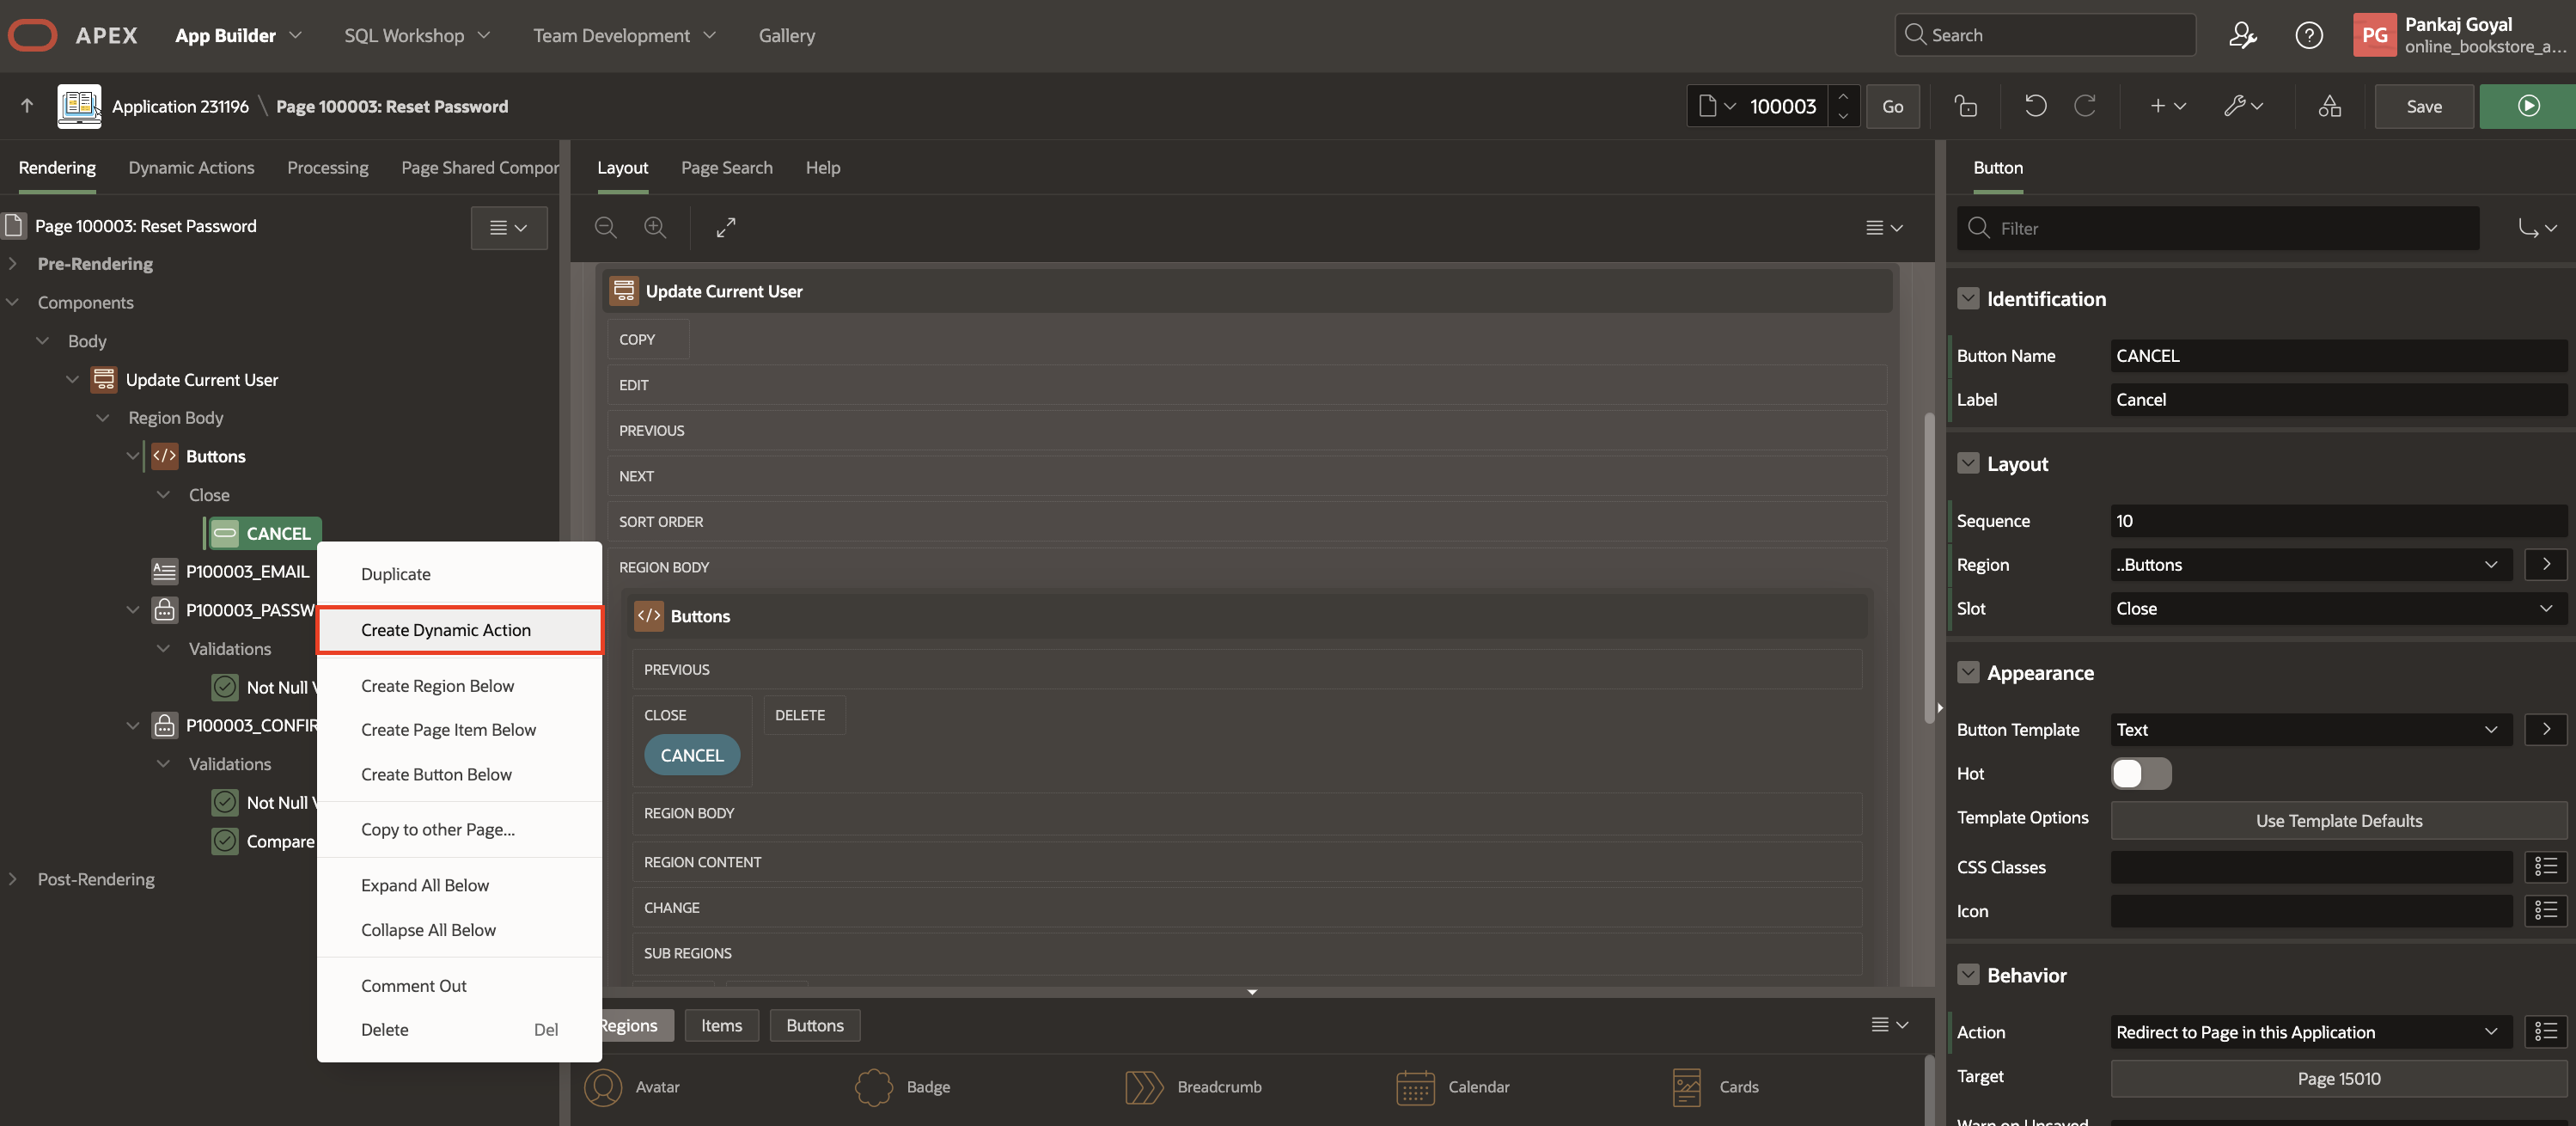 APEX
App Builder
SQL Workshop
Team Development
Gallery
Search
PG
Pankaj Goyal
online_bookstore_a...
Application 231196 \ Page 100003: Reset Password
100003
Go
Save
Rendering
Dynamic Actions
Processing
Page Shared Compor
Page 100003: Reset Password
Pre-Rendering
Components
Body
Update Current User
Region Body
Buttons
Close
CANCEL
P100003_EMAIL
P100003_PASSW
Validations
Not Null V
P100003_CONFIR
Validations
Not Null V
Compare
Post-Rendering
Duplicate
Create Dynamic Action
Create Region Below
Create Page Item Below
Create Button Below
Copy to other Page...
Expand All Below
Collapse All Below
Comment Out
Delete Del
Layout
Page Search
Help
Update Current User
COPY
EDIT
PREVIOUS
NEXT
SORT ORDER
REGION BODY
Buttons
PREVIOUS
CLOSE
DELETE
CANCEL
REGION BODY
REGION CONTENT
CHANGE
SUB REGIONS
Regions
Items
Buttons
Avatar
Badge
Breadcrumb
Calendar
Cards
Button
Filter
Identification
Button Name CANCEL
Label Cancel
Layout
Sequence 10
Region ..Buttons
Slot Close
Appearance
Button Template Text
Hot
Template Options Use Template Defaults
CSS Classes
Icon
Behavior
Action Redirect to Page in this Application
Target Page 15010
Warn on Unsaved